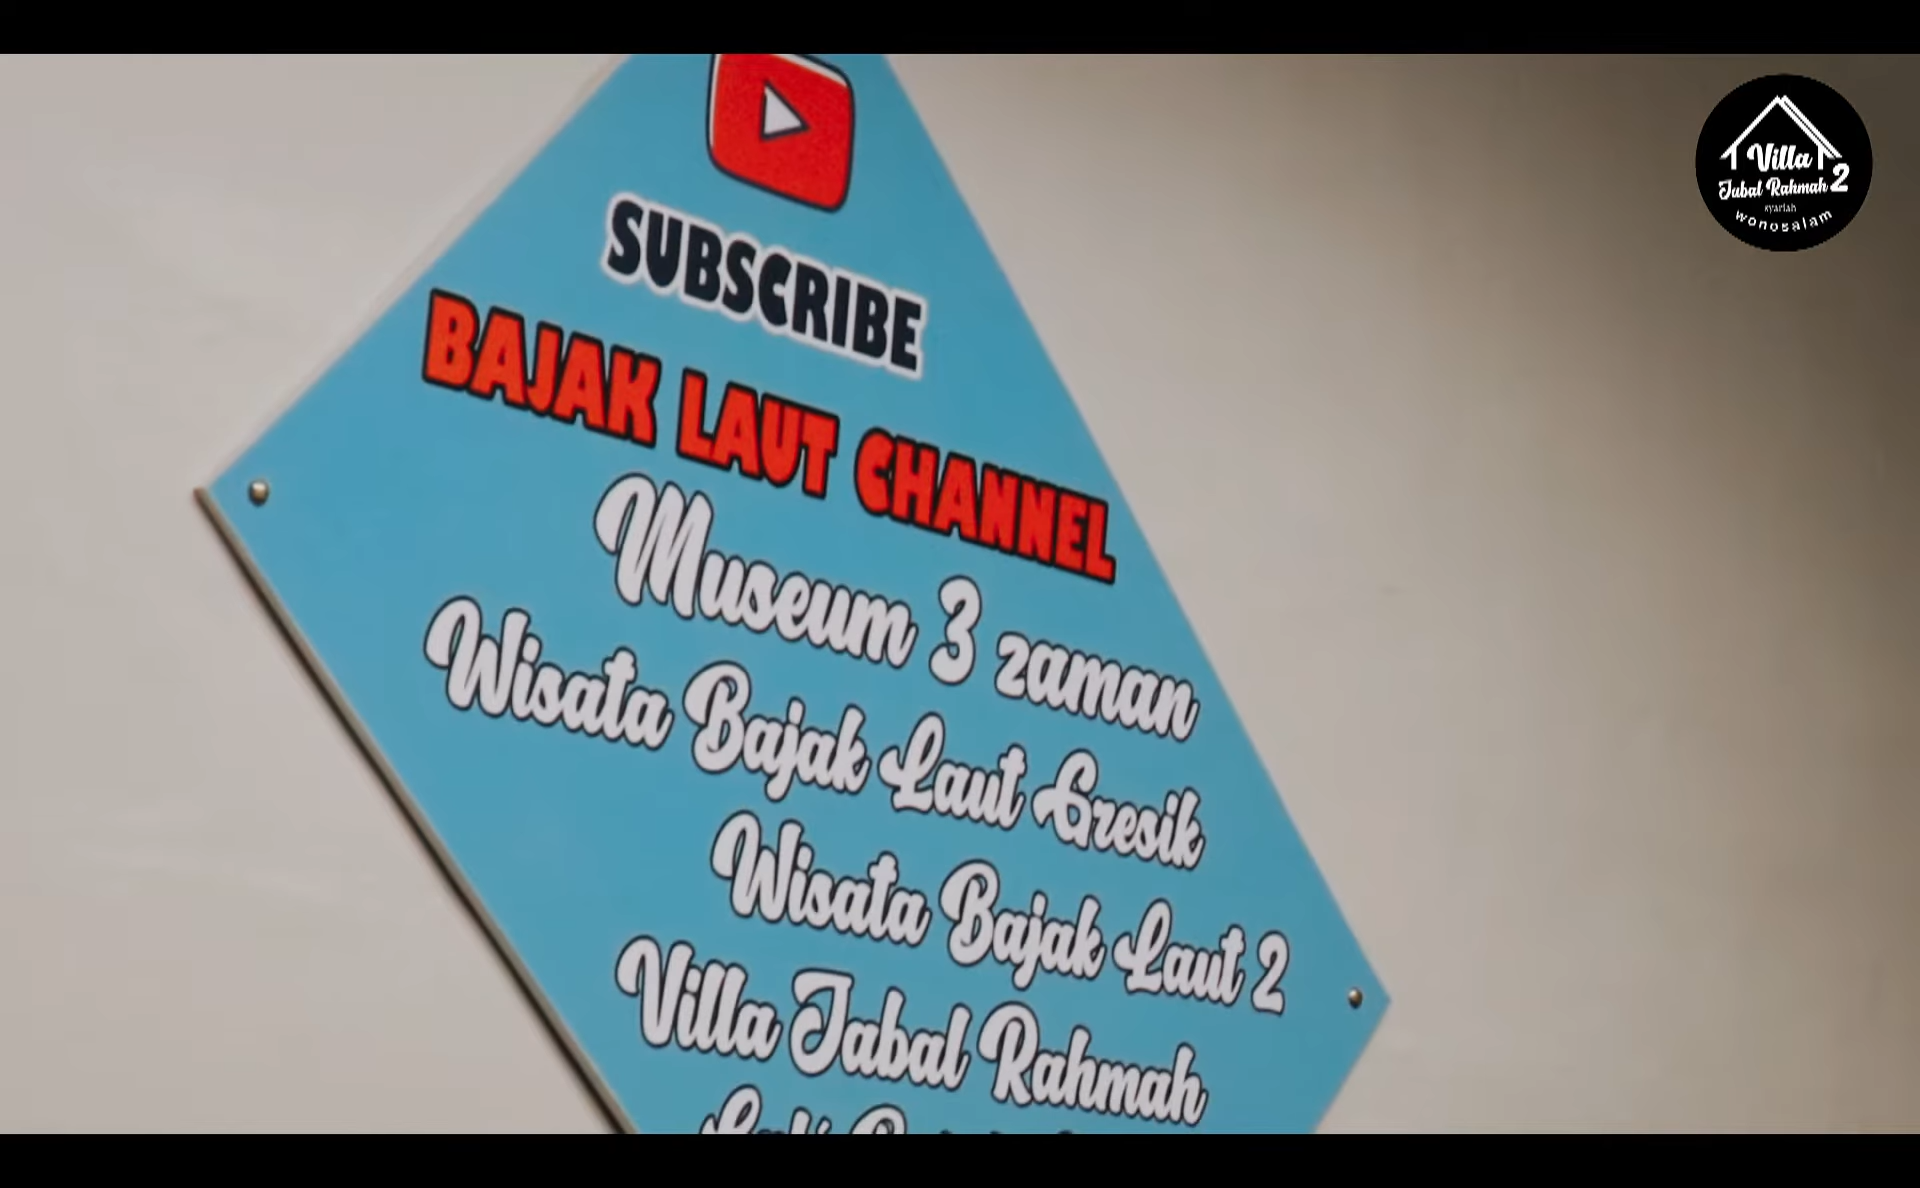 SUBSCRIBE
BAJAK LAUT CHANNEL
Museum 3 zaman
Wisata Bajak Laut Gresik
Wisata Bajak Laut 2
Villa Jabal Rahmah
Villa
Jabal Rahmah 2
syariah
wonosalam